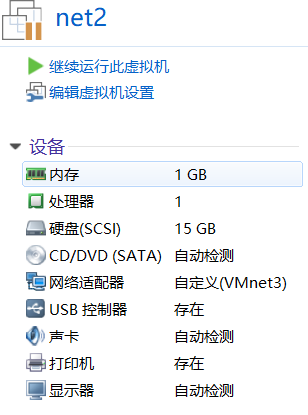 net2
继续运行此虚拟机
编辑虚拟机设置
设备
内存 1 GB
处理器 1
硬盘(SCSI) 15 GB
CD/DVD (SATA) 自动检测
网络适配器 自定义(VMnet3)
USB 控制器 存在
声卡 自动检测
打印机 存在
显示器 自动检测